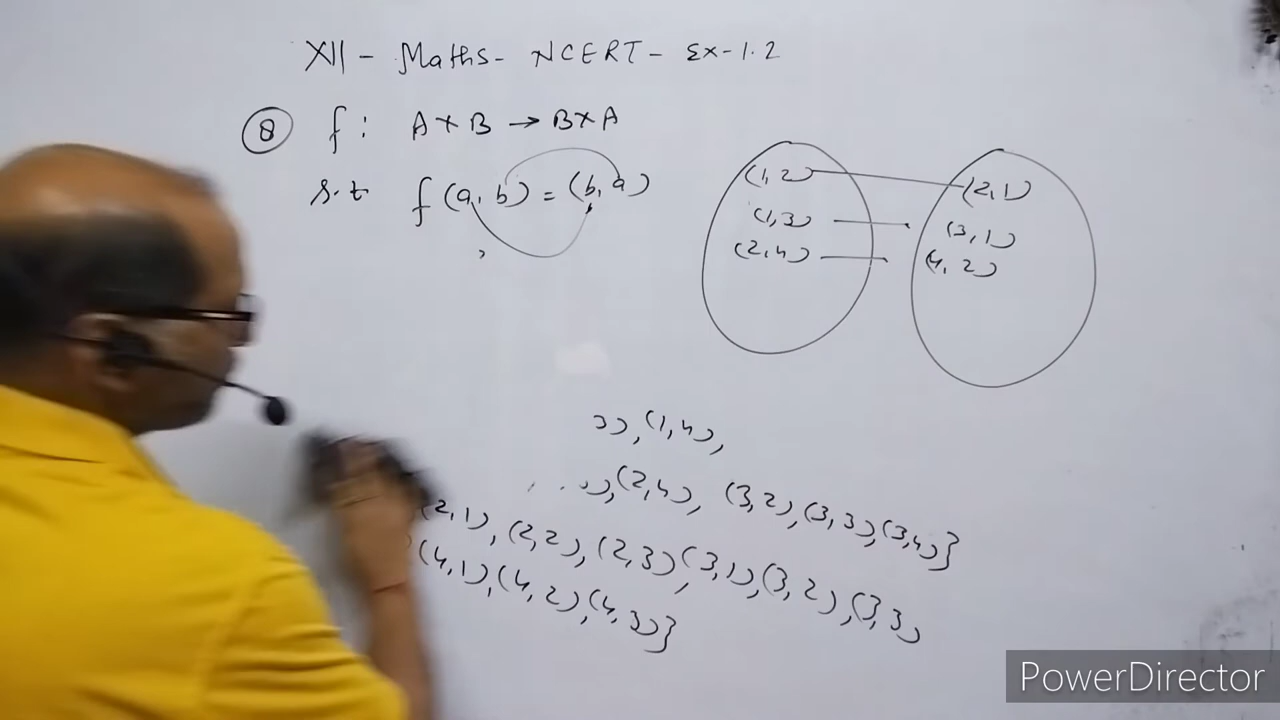 XII - Maths - NCERT - Ex-1.2
8 f : A × B → B × A
s.t f (a, b) = (b, a)
,
(1, 2) (2, 1)
(1, 3) (3, 1)
(2, 4) (4, 2)
3), (1, 4),
), (2, 4), (3, 2), (3, 3), (3, 4)}
(2, 1), (2, 2), (2, 3) (3, 1), (3, 2), (3, 3)
(4, 1), (4, 2), (4, 3)}
PowerDirector